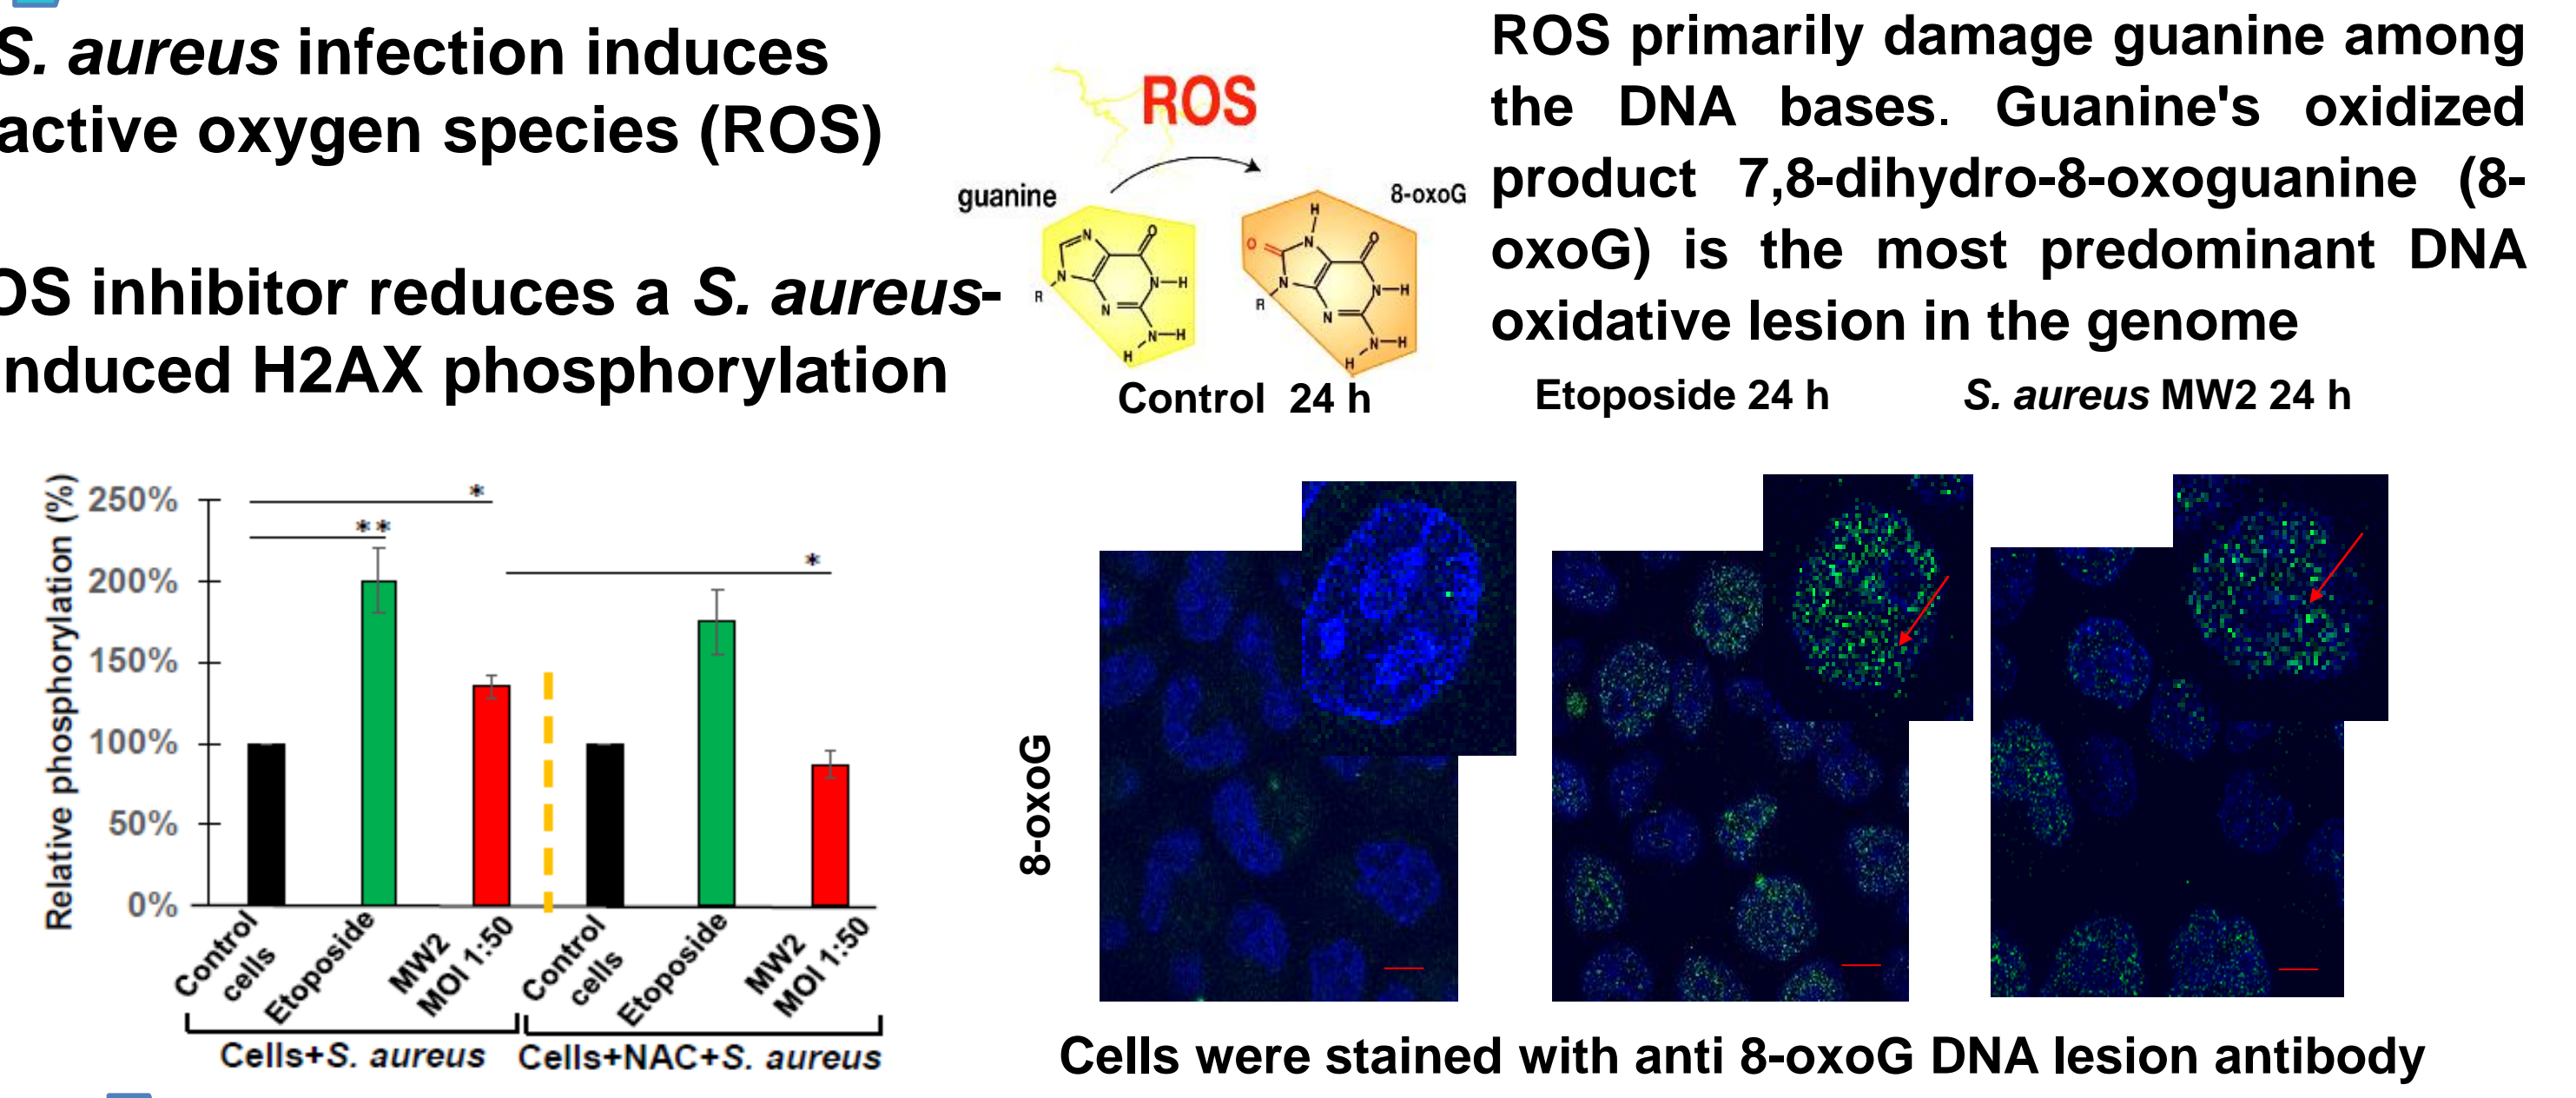 S. aureus infection induces
active oxygen species (ROS)
OS inhibitor reduces a S. aureus-
nduced H2AX phosphorylation
ROS
guanine
8-oxoG
N
O
N
R
N
N—H
N—H
H
H
O
N
O
N
R
N
N—H
N—H
H
ROS primarily damage guanine among
the DNA bases. Guanine's oxidized
product 7,8-dihydro-8-oxoguanine (8-
oxoG) is the most predominant DNA
oxidative lesion in the genome
Control 24 h
Etoposide 24 h
S. aureus MW2 24 h
Relative phosphorylation (%)
250%
200%
150%
100%
50%
0%
*
**
*
Control
cells
Etoposide
MW2
MOI 1:50
Control
cells
Etoposide
MW2
MOI 1:50
Cells+S. aureus
Cells+NAC+S. aureus
8-oxoG
Cells were stained with anti 8-oxoG DNA lesion antibody